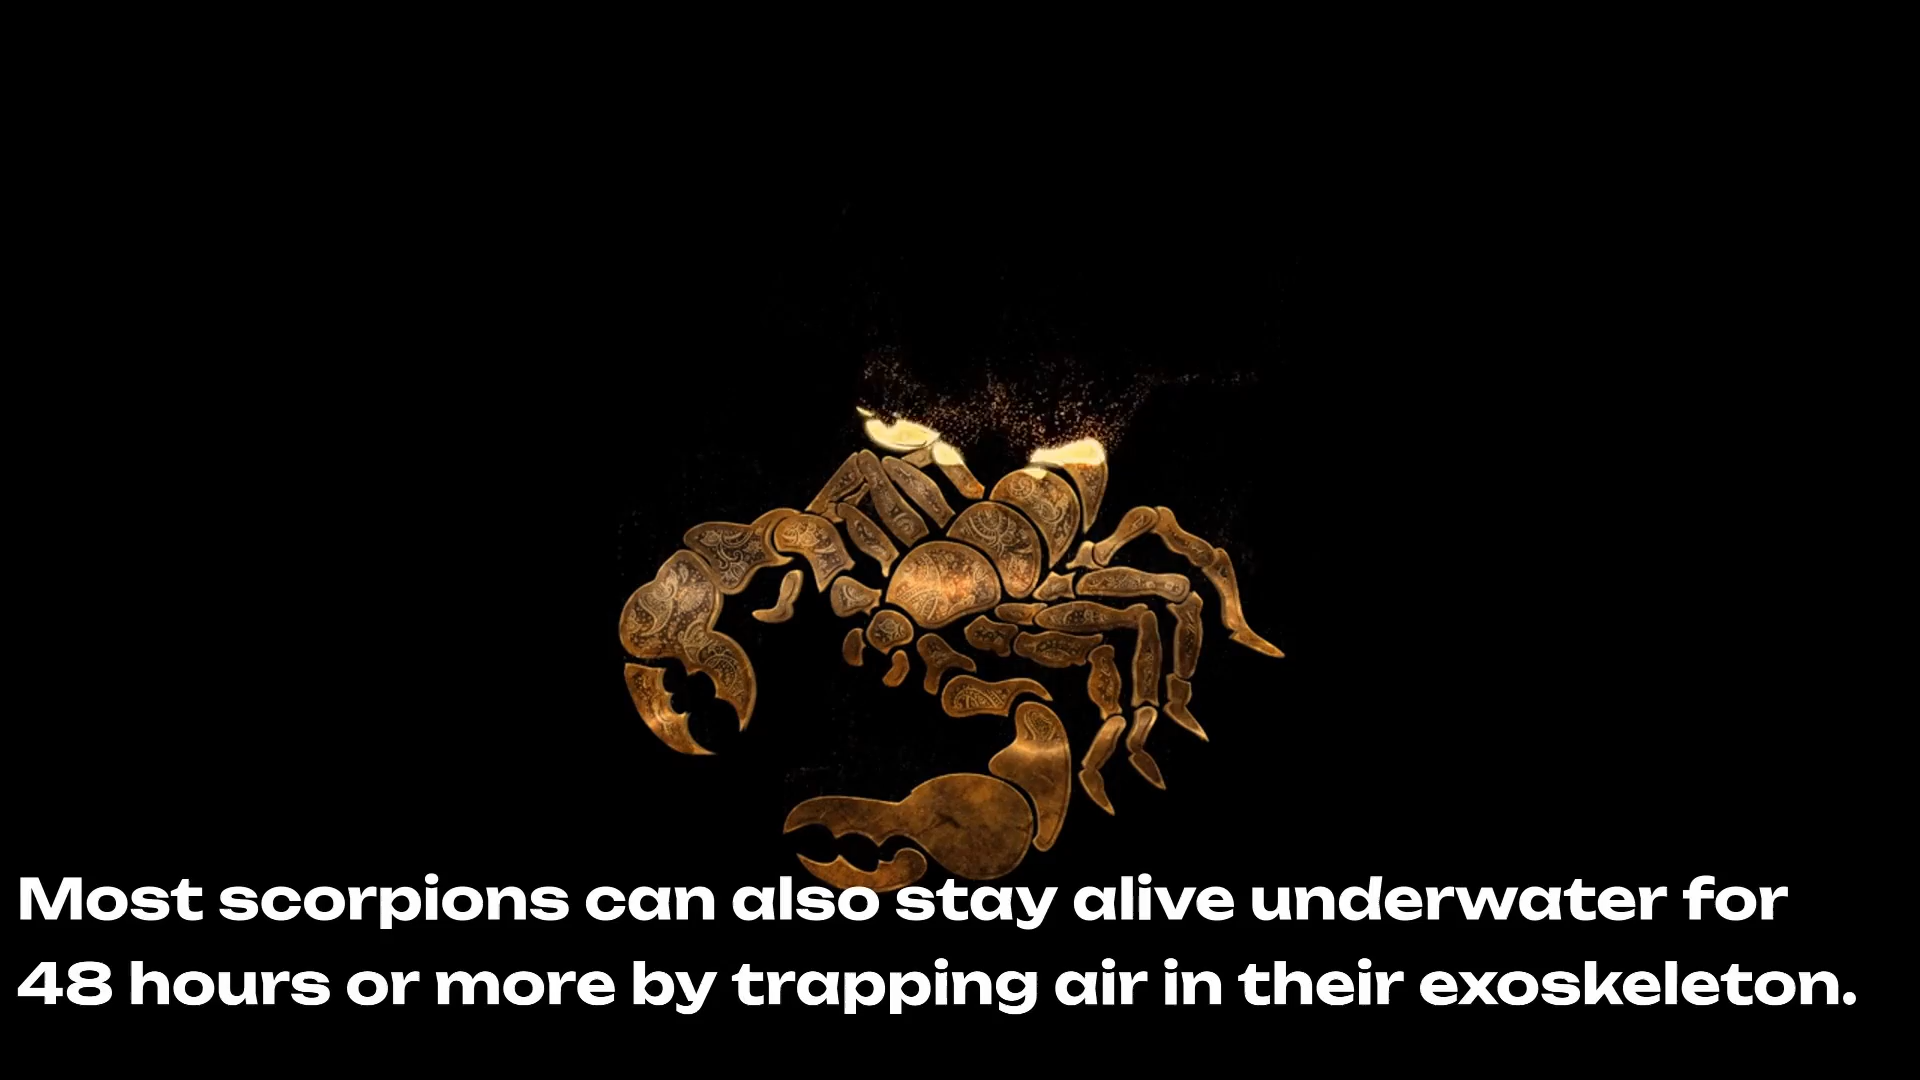 Most scorpions can also stay alive underwater for
48 hours or more by trapping air in their exoskeleton.